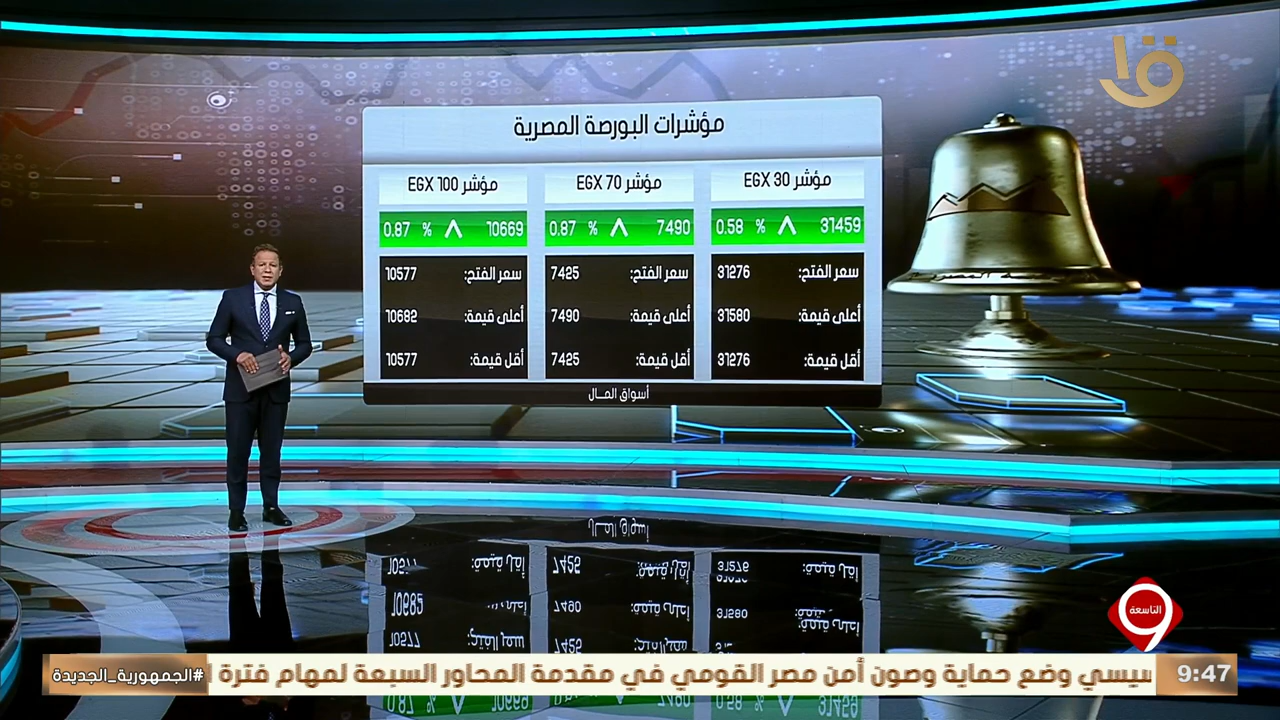 مؤشرات البورصة المصرية
مؤشر EGX 30
31459 % 0.58
سعر الفتح: 31276
أعلى قيمة: 31580
أقل قيمة: 31276
مؤشر EGX 70
7490 % 0.87
سعر الفتح: 7425
أعلى قيمة: 7490
أقل قيمة: 7425
مؤشر EGX 100
10669 % 0.87
سعر الفتح: 10577
أعلى قيمة: 10682
أقل قيمة: 10577
أسواق المــال
التاسعة
9
9:47
سيسي وضع حماية وصون أمن مصر القومي في مقدمة المحاور السبعة لمهام فترة
#الجمهورية_الجديدة